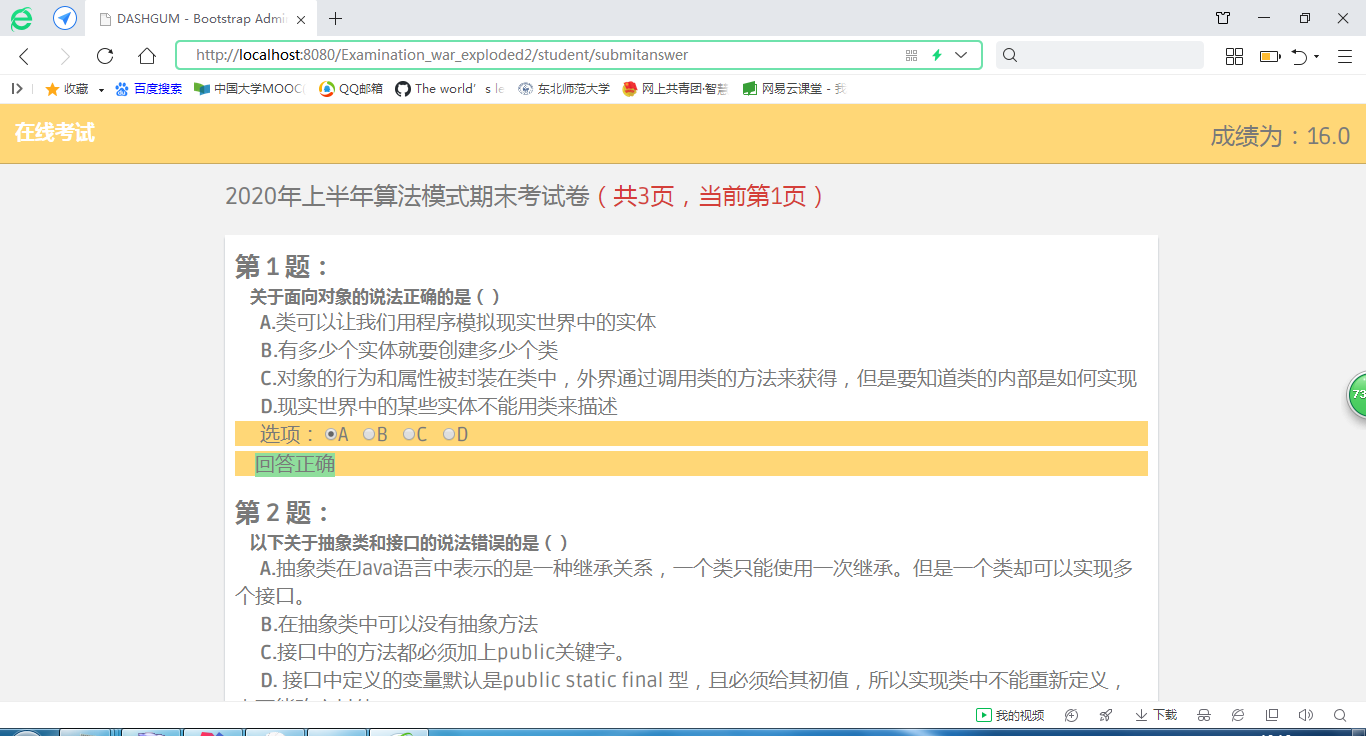 DASHGUM - Bootstrap Admi
http://localhost:8080/Examination_war_exploded2/student/submitanswer
收藏 百度搜索 中国大学MOOC QQ邮箱 The world’s le 东北师范大学 网上共青团·智慧 网易云课堂 - 我
在线考试
成绩为：16.0
2020年上半年算法模式期末考试卷（共3页，当前第1页）
第 1 题：
关于面向对象的说法正确的是（ ）
A.类可以让我们用程序模拟现实世界中的实体
B.有多少个实体就要创建多少个类
C.对象的行为和属性被封装在类中，外界通过调用类的方法来获得，但是要知道类的内部是如何实现
D.现实世界中的某些实体不能用类来描述
选项： A B C D
回答正确
73
第 2 题：
以下关于抽象类和接口的说法错误的是（ ）
A.抽象类在Java语言中表示的是一种继承关系，一个类只能使用一次继承。但是一个类却可以实现多
个接口。
B.在抽象类中可以没有抽象方法
C.接口中的方法都必须加上public关键字。
D. 接口中定义的变量默认是public static final 型，且必须给其初值，所以实现类中不能重新定义，
我的视频 下载